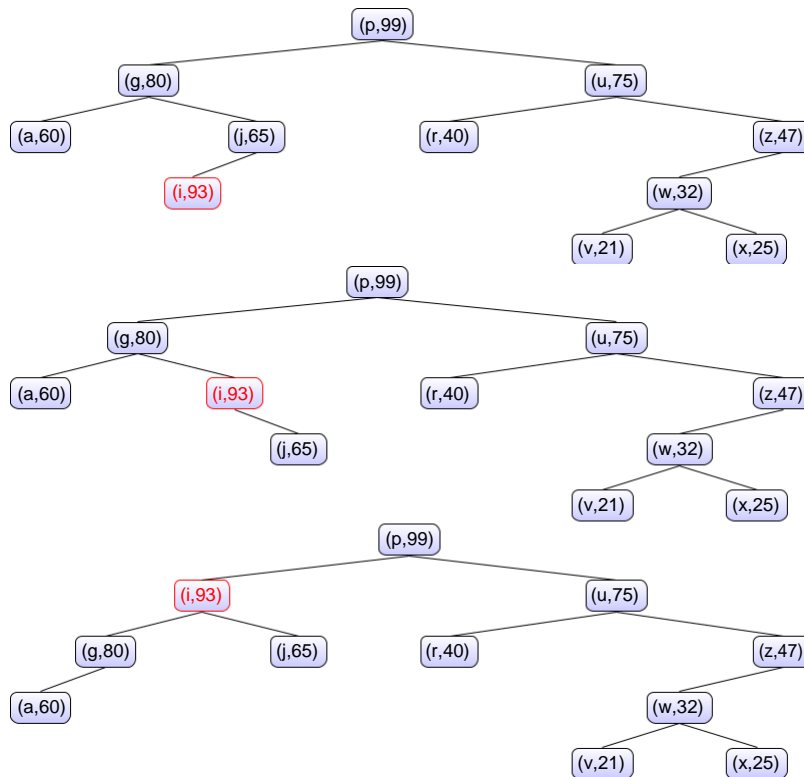 (p,99)
(g,80) (u,75)
(a,60) (j,65) (r,40) (z,47)
(i,93) (w,32)
(v,21) (x,25)
(p,99)
(g,80) (u,75)
(a,60) (i,93) (r,40) (z,47)
(j,65) (w,32)
(v,21) (x,25)
(p,99)
(i,93) (u,75)
(g,80) (j,65) (r,40) (z,47)
(a,60) (w,32)
(v,21) (x,25)